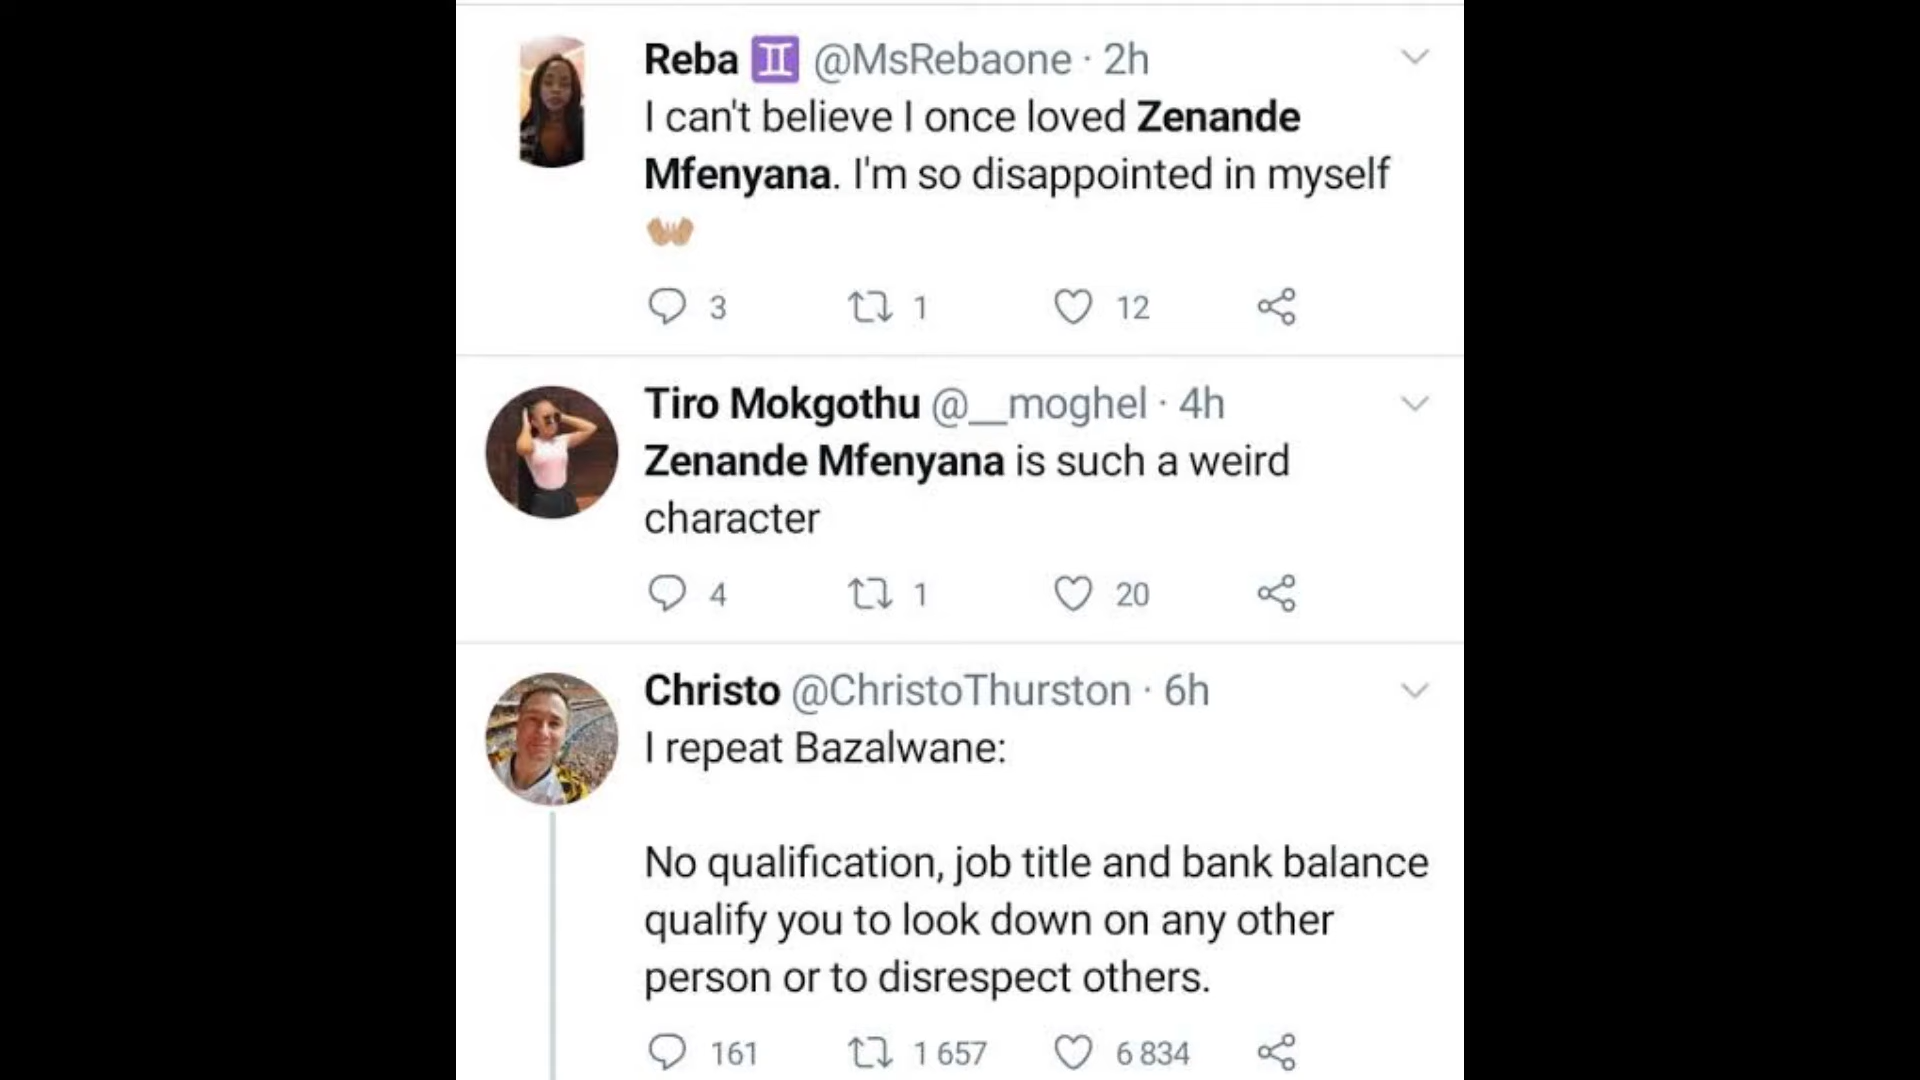 Reba ♊ @MsRebaone · 2h
I can't believe I once loved Zenande
Mfenyana. I'm so disappointed in myself
👐🏼
3 1 12
Tiro Mokgothu @__moghel · 4h
Zenande Mfenyana is such a weird
character
4 1 20
Christo @ChristoThurston · 6h
I repeat Bazalwane:
No qualification, job title and bank balance
qualify you to look down on any other
person or to disrespect others.
161 1 657 6 834